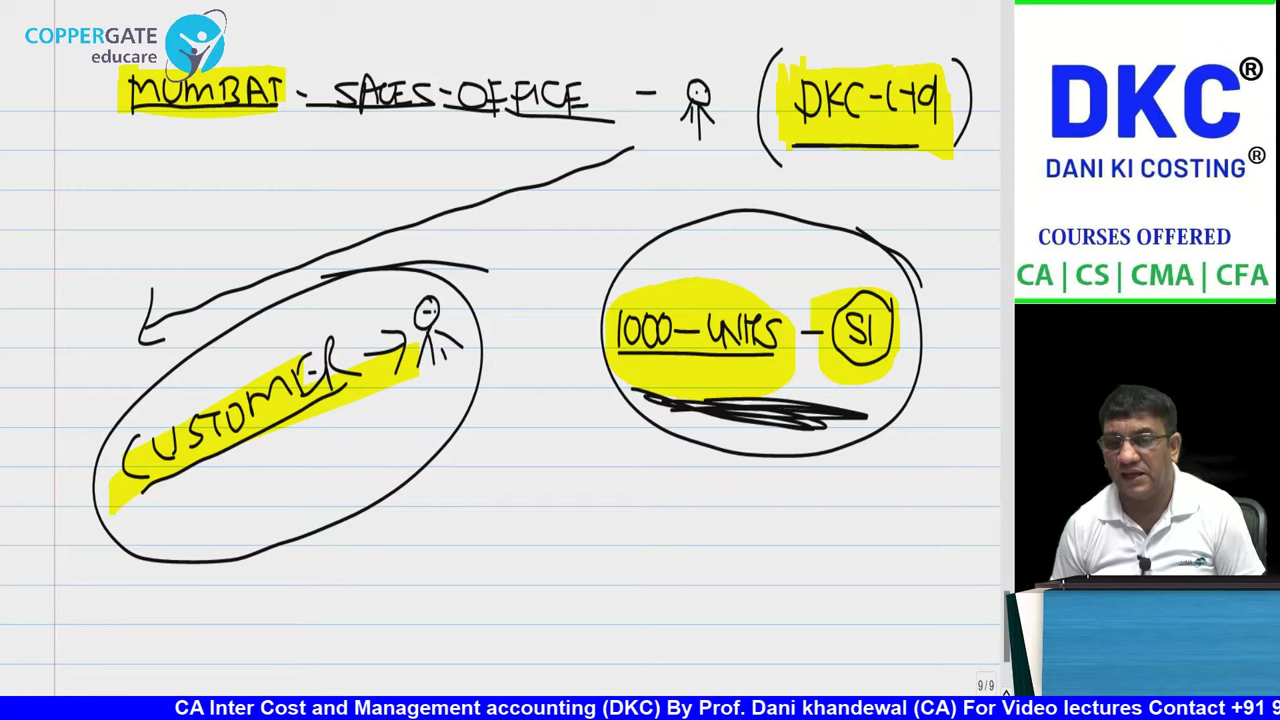 COPPERGATE
educare
MUMBAI - SALES-OFFICE - (DKC-Ltd)
CUSTOMER →
1000-UNITS - S1
DKC®
DANI KI COSTING®
COURSES OFFERED
CA | CS | CMA | CFA
9/9
CA Inter Cost and Management accounting (DKC) By Prof. Dani khandewal (CA) For Video lectures Contact +91 9